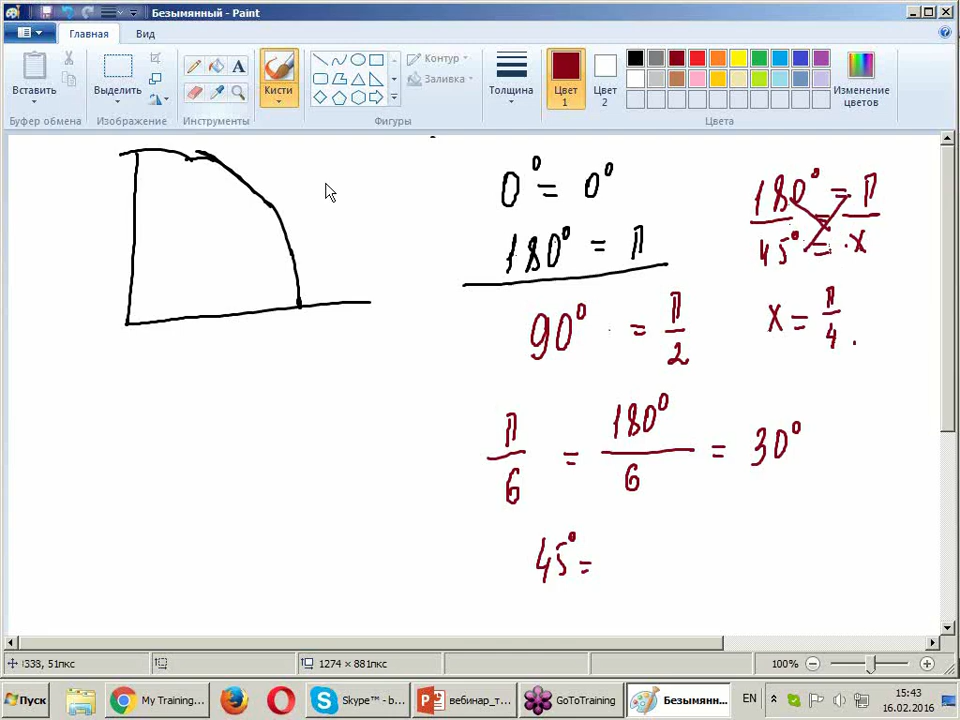 Безымянный - Paint
Главная Вид
Вставить
Выделить
Кисти
Контур
Заливка
Толщина
Цвет 1
Цвет 2
Изменение цветов
Буфер обмена Изображение Инструменты Фигуры Цвета
0° = 0°
180° = π
90° = π/2
π/6 = 180°/6 = 30°
45° =
180° = π
45° = x
x = π/4.
338, 51пкс 1274 × 881пкс 100%
Пуск My Training... Skype™ - b... вебинар_т... GoToTraining Безымянн... EN 15:43
16.02.2016